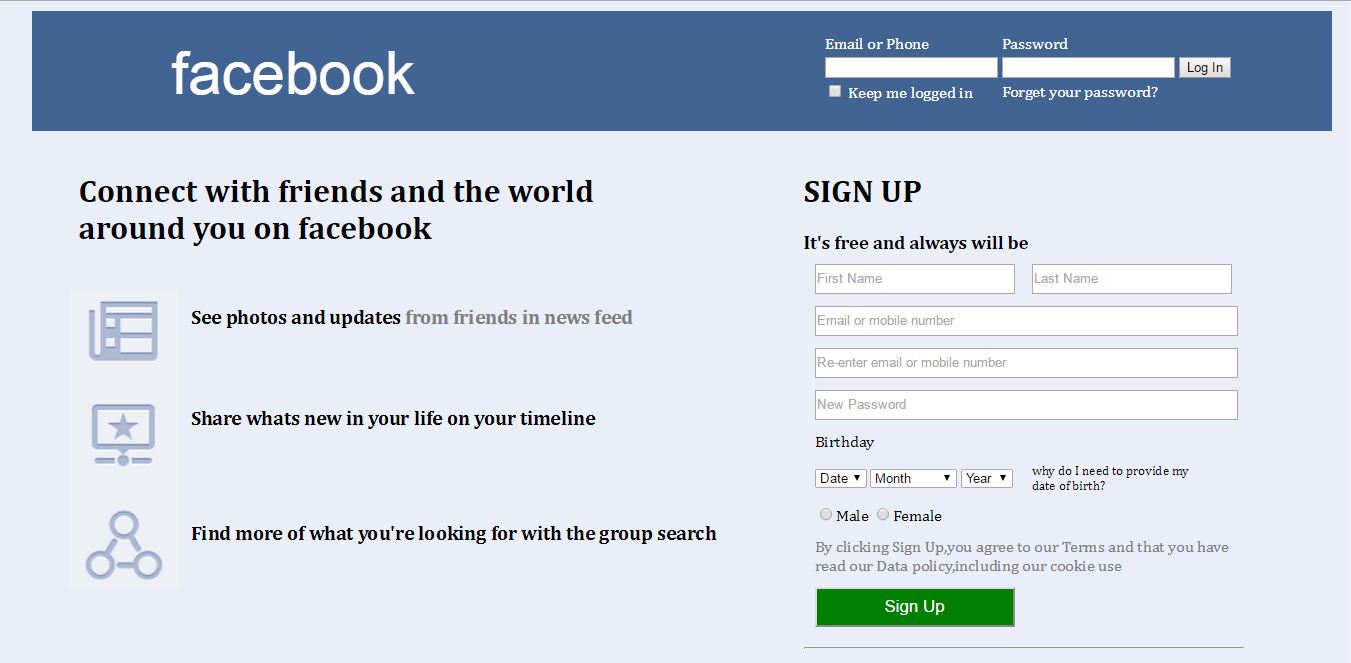 facebook
Email or Phone
Password
Log In
Keep me logged in
Forget your password?
Connect with friends and the world
around you on facebook
See photos and updates from friends in news feed
Share whats new in your life on your timeline
Find more of what you're looking for with the group search
SIGN UP
It's free and always will be
First Name
Last Name
Email or mobile number
Re-enter email or mobile number
New Password
Birthday
Date
Month
Year
why do I need to provide my
date of birth?
Male
Female
By clicking Sign Up,you agree to our Terms and that you have
read our Data policy,including our cookie use
Sign Up